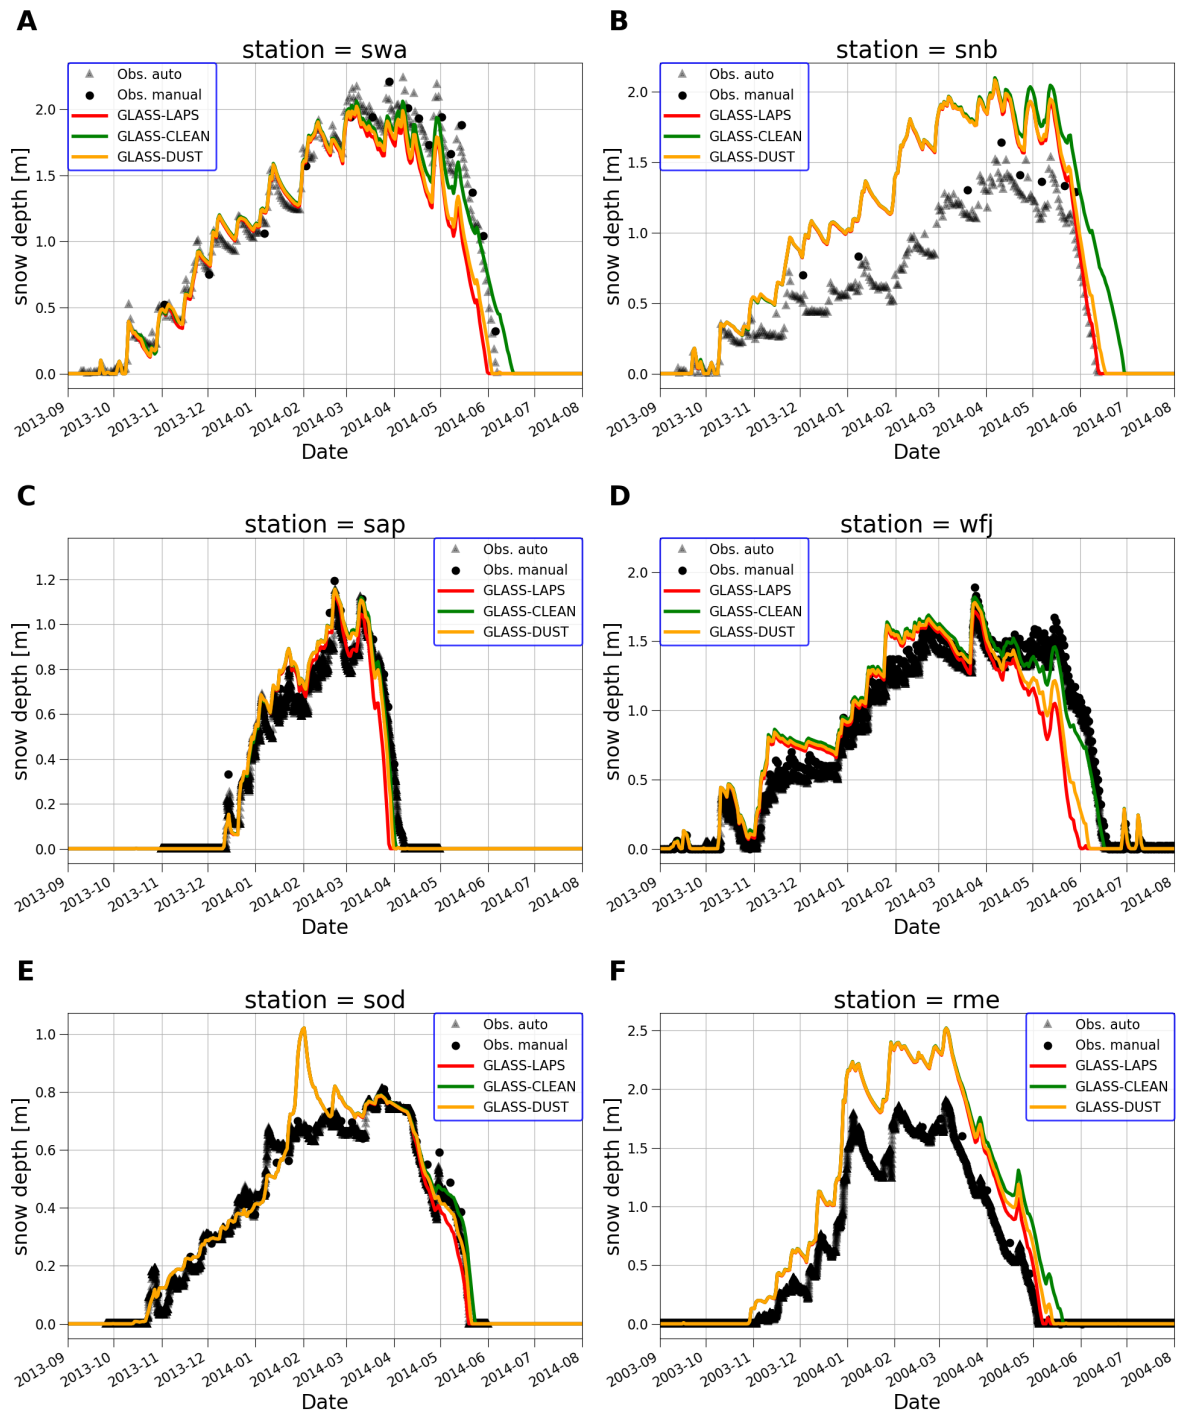 A
station = swa
Obs. auto
Obs. manual
GLASS-LAPS
GLASS-CLEAN
GLASS-DUST
snow depth [m]
2.0
1.5
1.0
0.5
0.0
2013-09
2013-10
2013-11
2013-12
2014-01
2014-02
2014-03
2014-04
2014-05
2014-06
2014-07
2014-08
Date
B
station = snb
Obs. auto
Obs. manual
GLASS-LAPS
GLASS-CLEAN
GLASS-DUST
snow depth [m]
2.0
1.5
1.0
0.5
0.0
2013-09
2013-10
2013-11
2013-12
2014-01
2014-02
2014-03
2014-04
2014-05
2014-06
2014-07
2014-08
Date
C
station = sap
Obs. auto
Obs. manual
GLASS-LAPS
GLASS-CLEAN
GLASS-DUST
snow depth [m]
1.2
1.0
0.8
0.6
0.4
0.2
0.0
2013-09
2013-10
2013-11
2013-12
2014-01
2014-02
2014-03
2014-04
2014-05
2014-06
2014-07
2014-08
Date
D
station = wfj
Obs. auto
Obs. manual
GLASS-LAPS
GLASS-CLEAN
GLASS-DUST
snow depth [m]
2.0
1.5
1.0
0.5
0.0
2013-09
2013-10
2013-11
2013-12
2014-01
2014-02
2014-03
2014-04
2014-05
2014-06
2014-07
2014-08
Date
E
station = sod
Obs. auto
Obs. manual
GLASS-LAPS
GLASS-CLEAN
GLASS-DUST
snow depth [m]
1.0
0.8
0.6
0.4
0.2
0.0
2013-09
2013-10
2013-11
2013-12
2014-01
2014-02
2014-03
2014-04
2014-05
2014-06
2014-07
2014-08
Date
F
station = rme
Obs. auto
Obs. manual
GLASS-LAPS
GLASS-CLEAN
GLASS-DUST
snow depth [m]
2.5
2.0
1.5
1.0
0.5
0.0
2003-09
2003-10
2003-11
2003-12
2004-01
2004-02
2004-03
2004-04
2004-05
2004-06
2004-07
2004-08
Date